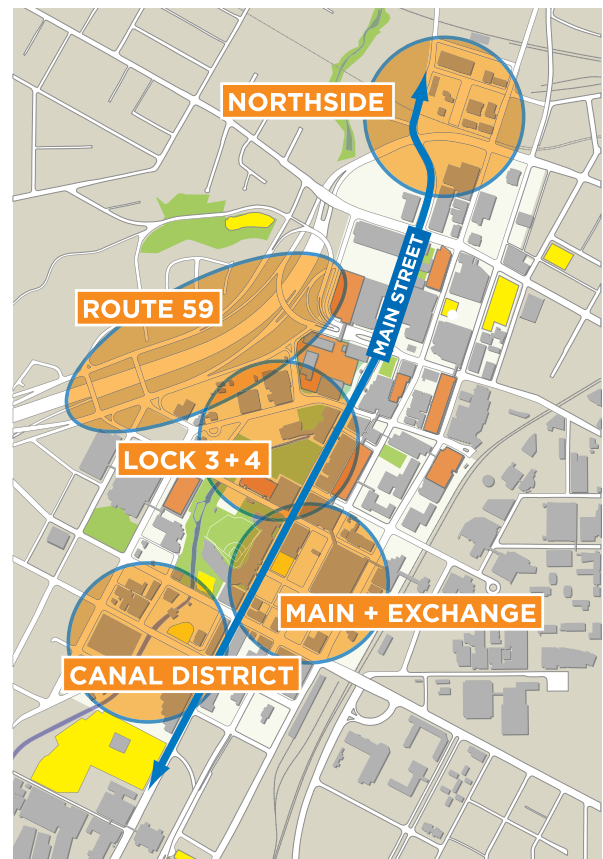 NORTHSIDE
MAIN STREET
ROUTE 59
LOCK 3 + 4
MAIN + EXCHANGE
CANAL DISTRICT